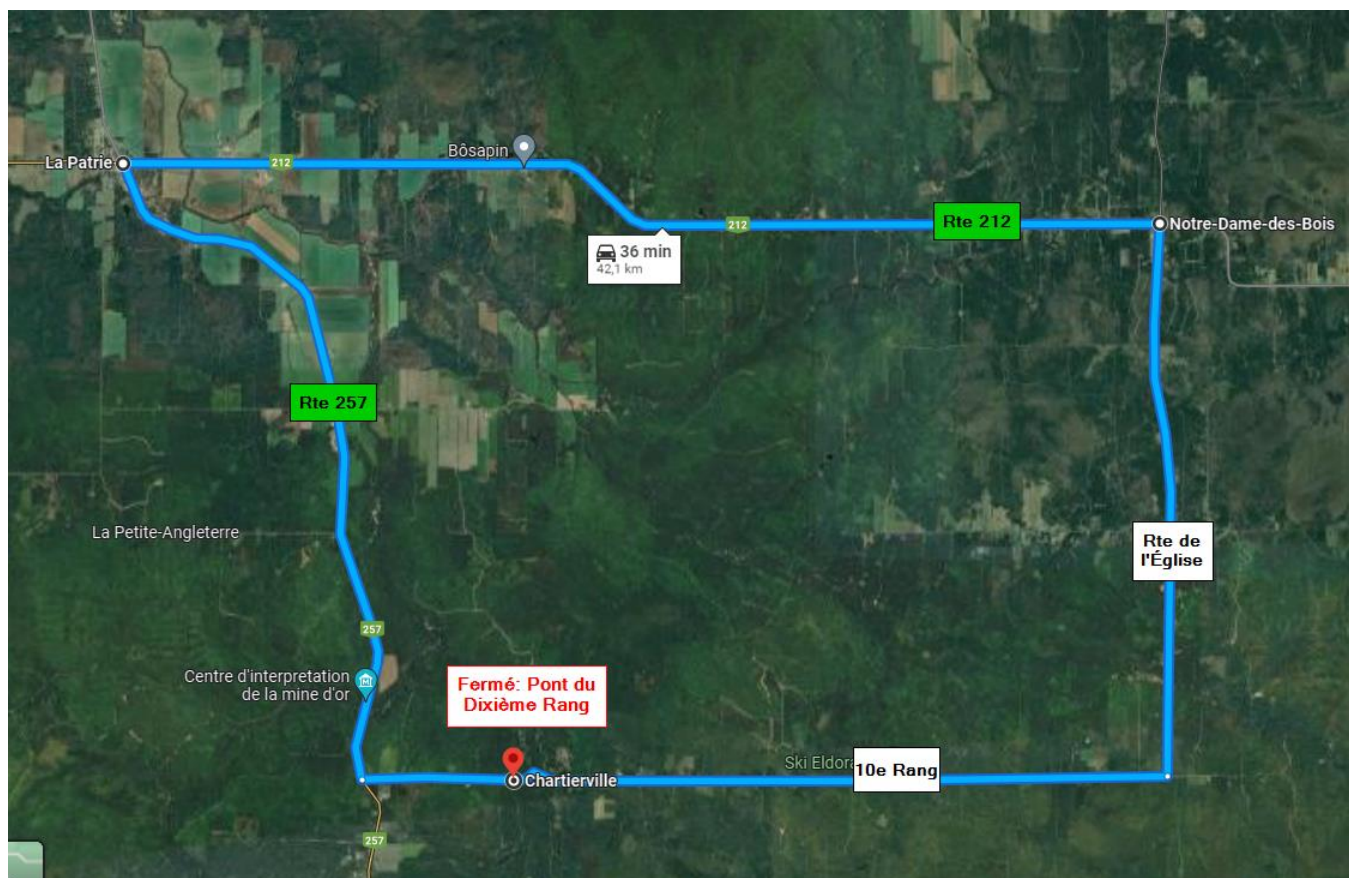 La Patrie
212
Bôsapin
36 min
42,1 km
212
Rte 212
Notre-Dame-des-Bois
Rte 257
La Petite-Angleterre
Rte de
l'Église
257
Centre d'interpretation
de la mine d'or
Fermé: Pont du
Dixième Rang
Chartierville
Ski Eldora
10e Rang
257